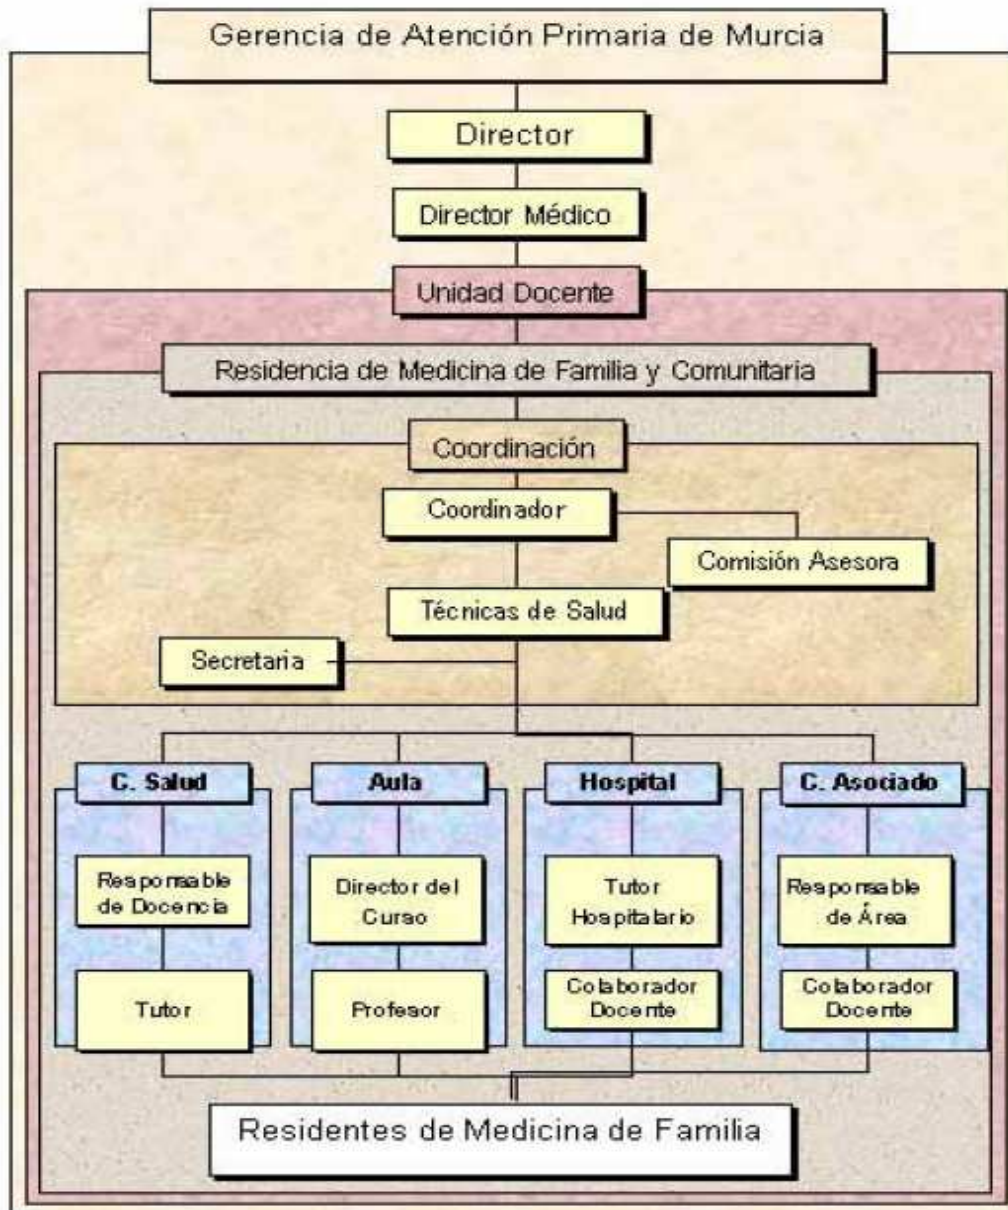 Gerencia de Atención Primaria de Murcia
Director
Director Médico
Unidad Docente
Residencia de Medicina de Familia y Comunitaria
Coordinación
Coordinador
Comisión Asesora
Técnicas de Salud
Secretaria
C. Salud
Responsable
de Docencia
Tutor
Aula
Director del
Curso
Profesor
Hospital
Tutor
Hospitalario
Colaborador
Docente
C. Asociado
Responsable
de Área
Colaborador
Docente
Residentes de Medicina de Familia